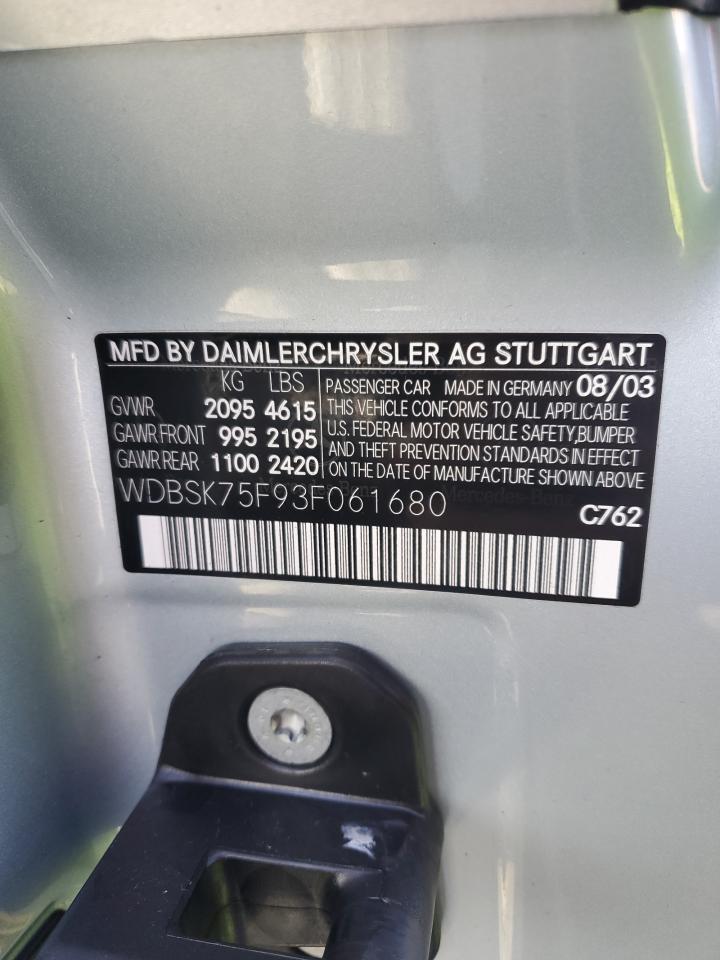 MFD BY DAIMLERCHRYSLER AG STUTTGART
KG LBS
GVWR 2095 4615
GAWR FRONT 995 2195
GAWR REAR 1100 2420
PASSENGER CAR MADE IN GERMANY 08/03
THIS VEHICLE CONFORMS TO ALL APPLICABLE
U.S. FEDERAL MOTOR VEHICLE SAFETY,BUMPER
AND THEFT PREVENTION STANDARDS IN EFFECT
ON THE DATE OF MANUFACTURE SHOWN ABOVE
WDBSK75F93F061680
Mercedes-Benz
C762